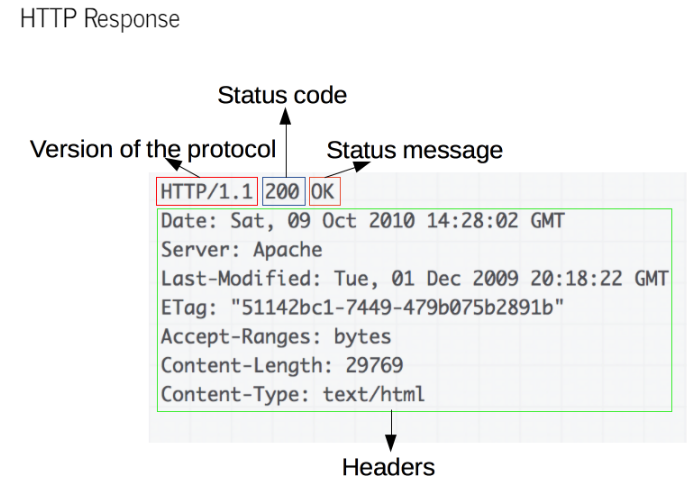 HTTP Response
Status code
Version of the protocol
Status message
HTTP/1.1 200 OK
Date: Sat, 09 Oct 2010 14:28:02 GMT
Server: Apache
Last-Modified: Tue, 01 Dec 2009 20:18:22 GMT
ETag: "51142bc1-7449-479b075b2891b"
Accept-Ranges: bytes
Content-Length: 29769
Content-Type: text/html
Headers